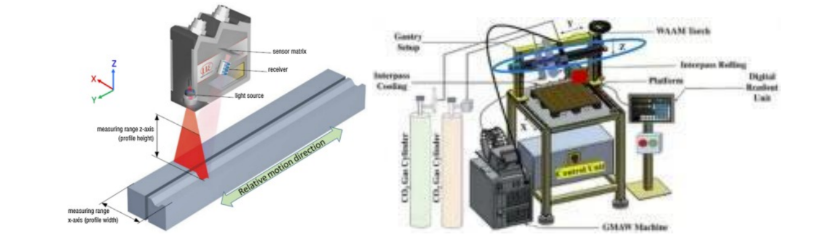 sensor matrix
receiver
light source
Z
X
Y
measuring range z-axis
(profile height)
Relative motion direction
measuring range
x-axis (profile width)
Gantry
Setup
Y
WAAM Torch
Z
Interpass
Cooling
Interpass Rolling
Platform
Digital
Readout
Unit
X
CO₂ Gas Cylinder
CO₂ Gas Cylinder
Control Unit
GMAW Machine